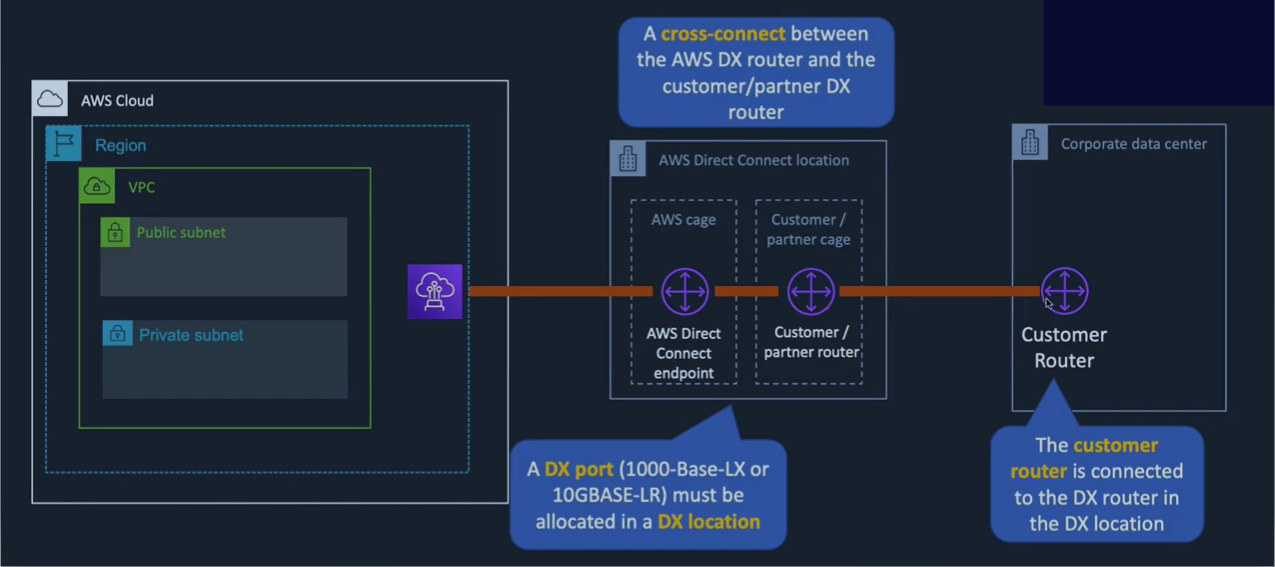 A cross-connect between
the AWS DX router and the
customer/partner DX
router
AWS Cloud
Region
VPC
Public subnet
Private subnet
AWS Direct Connect location
AWS cage
Customer /
partner cage
AWS Direct
Connect
endpoint
Customer /
partner router
Corporate data center
Customer
Router
A DX port (1000-Base-LX or
10GBASE-LR) must be
allocated in a DX location
The customer
router is connected
to the DX router in
the DX location